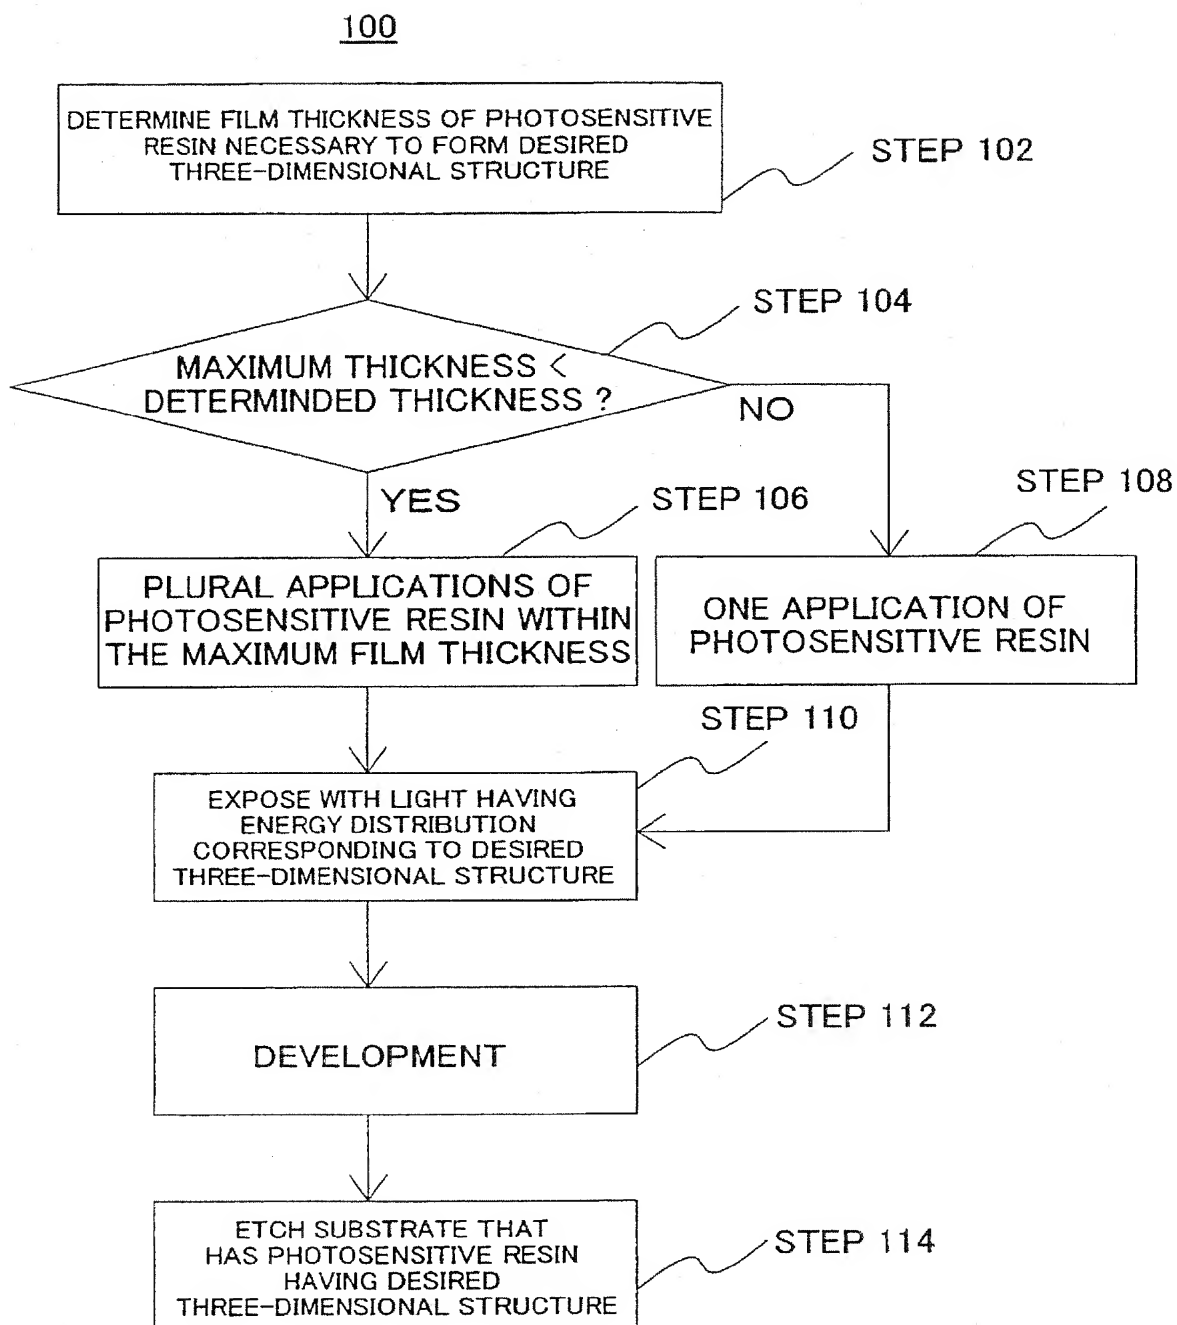 100
DETERMINE FILM THICKNESS OF PHOTOSENSITIVE
RESIN NECESSARY TO FORM DESIRED
THREE-DIMENSIONAL STRUCTURE
STEP 102
STEP 104
MAXIMUM THICKNESS <
DETERMINDED THICKNESS ?
NO
YES
STEP 106
STEP 108
PLURAL APPLICATIONS OF
PHOTOSENSITIVE RESIN WITHIN
THE MAXIMUM FILM THICKNESS
ONE APPLICATION OF
PHOTOSENSITIVE RESIN
STEP 110
EXPOSE WITH LIGHT HAVING
ENERGY DISTRIBUTION
CORRESPONDING TO DESIRED
THREE-DIMENSIONAL STRUCTURE
DEVELOPMENT
STEP 112
ETCH SUBSTRATE THAT
HAS PHOTOSENSITIVE RESIN
HAVING DESIRED
THREE-DIMENSIONAL STRUCTURE
STEP 114